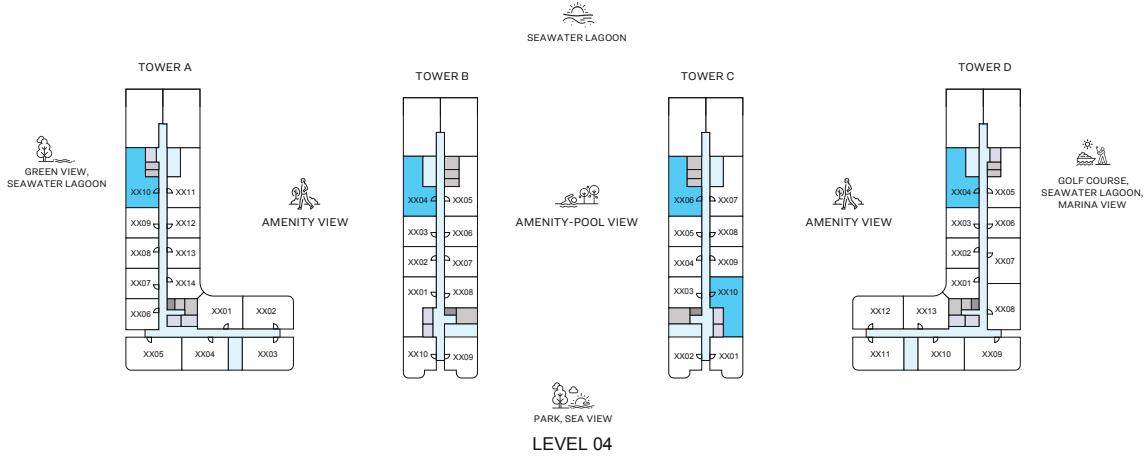 SEAWATER LAGOON
TOWER A
TOWER B
TOWER C
TOWER D
GREEN VIEW,
SEAWATER LAGOON
AMENITY VIEW
AMENITY-POOL VIEW
AMENITY VIEW
GOLF COURSE,
SEAWATER LAGOON,
MARINA VIEW
XX10 XX11
XX09 XX12
XX08 XX13
XX07 XX14
XX06 XX01 XX02
XX05 XX04 XX03
XX04 XX05
XX03 XX06
XX02 XX07
XX01 XX08
XX10 XX09
XX06 XX07
XX05 XX08
XX04 XX09
XX03 XX10
XX02 XX01
XX04 XX05
XX03 XX06
XX02 XX07
XX01 XX08
XX12 XX13
XX11 XX10 XX09
PARK, SEA VIEW
LEVEL 04